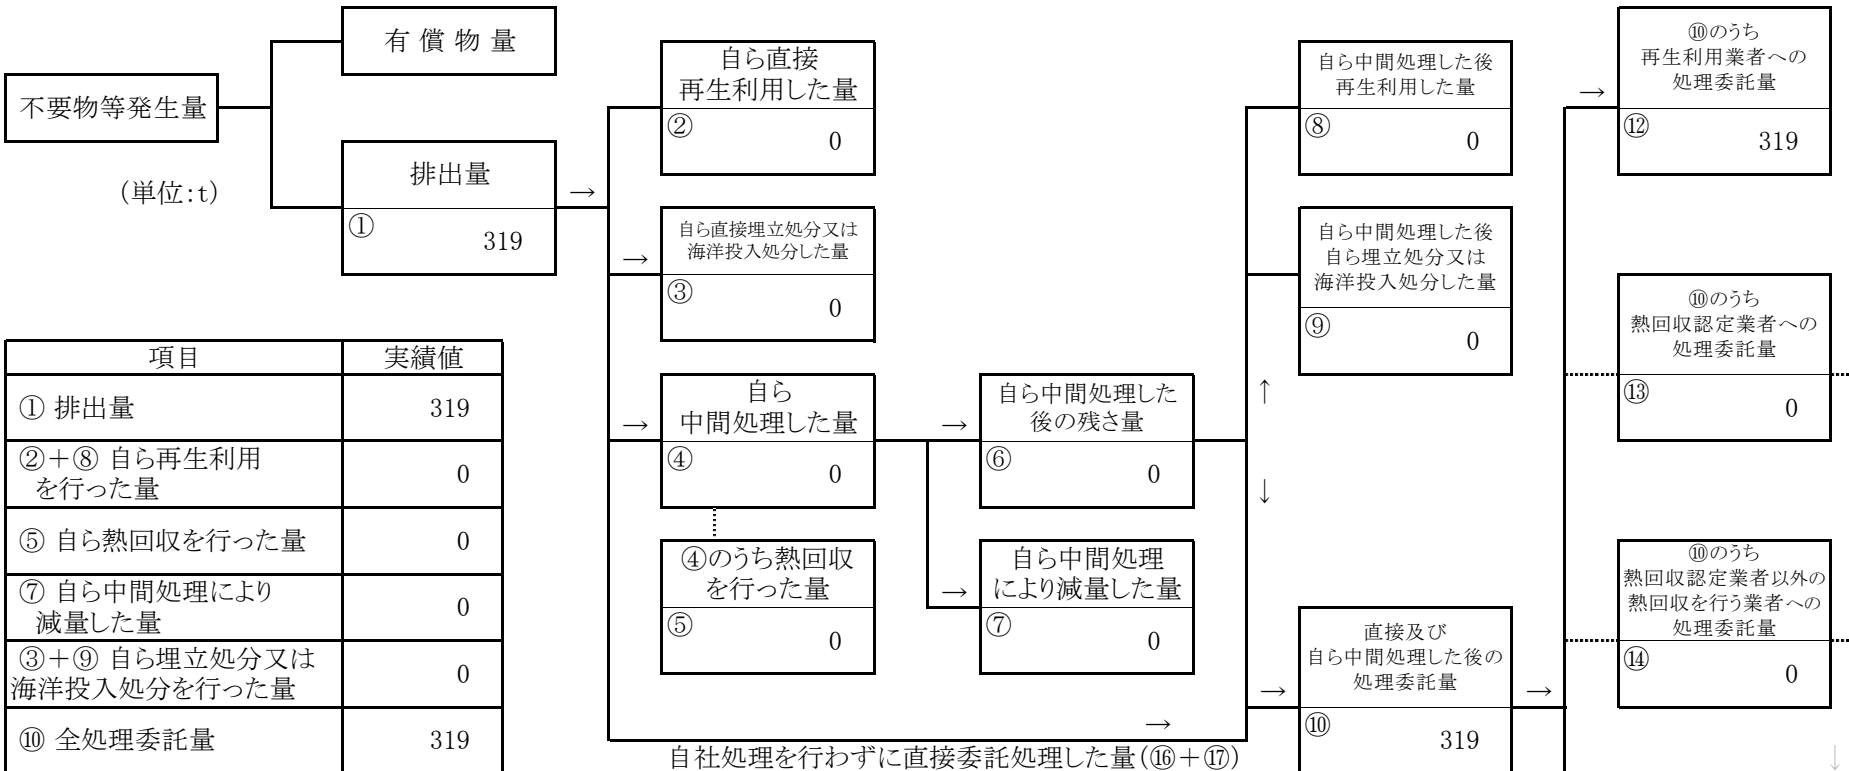 不要物等発生量
(単位:t)
有 償 物 量
排出量
①
319
→
自ら直接
再生利用した量
②
0
→
自ら直接埋立処分又は
海洋投入処分した量
③
0
→
自ら
中間処理した量
④
0
④のうち熱回収
を行った量
⑤
0
→
自ら中間処理した
後の残さ量
⑥
0
→
自ら中間処理
により減量した量
⑦
0
自ら中間処理した後
再生利用した量
⑧
0
自ら中間処理した後
自ら埋立処分又は
海洋投入処分した量
⑨
0
↑
↓
→
自社処理を行わずに直接委託処理した量(⑯+⑰)
→
直接及び
自ら中間処理した後の
処理委託量
⑩
319
→
→
⑩のうち
再生利用業者への
処理委託量
⑫
319
⑩のうち
熱回収認定業者への
処理委託量
⑬
0
⑩のうち
熱回収認定業者以外の
熱回収を行う業者への
処理委託量
⑭
0
↓
項目 実績値
① 排出量 319
②+⑧ 自ら再生利用
を行った量
0
⑤ 自ら熱回収を行った量 0
⑦ 自ら中間処理により
減量した量
0
③+⑨ 自ら埋立処分又は
海洋投入処分を行った量
0
⑩ 全処理委託量 319